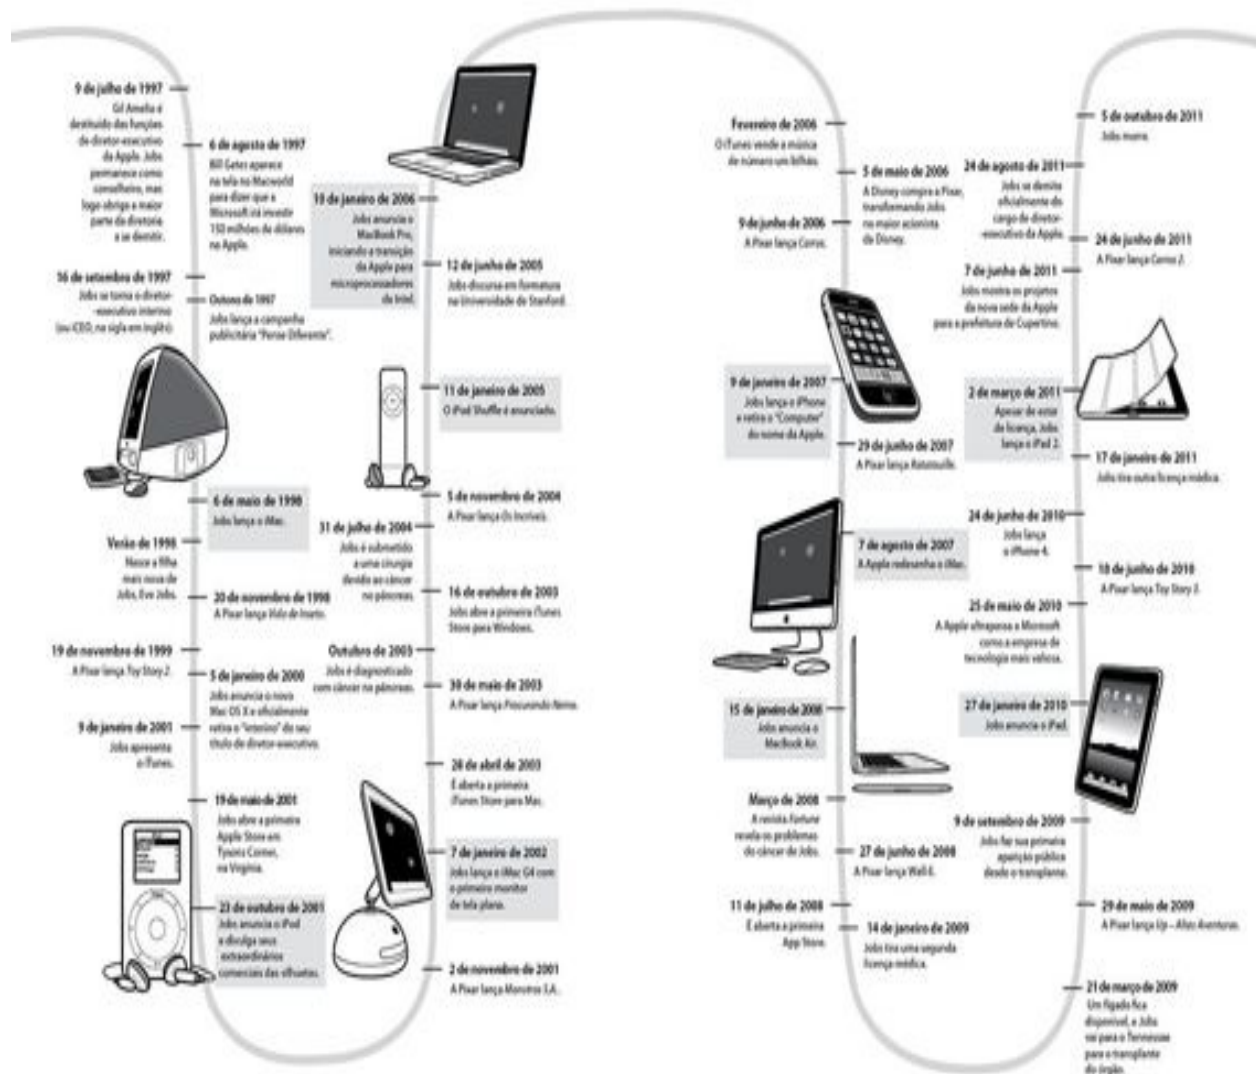 9 de julho de 1997
Gil Amelio é
destituído das funções
de diretor-executivo
da Apple. Jobs
permanece como
conselheiro, mas
logo obriga a maior
parte da diretoria
a se demitir.
6 de agosto de 1997
Bill Gates aparece
na tela no Macworld
para dizer que a
Microsoft irá investir
150 milhões de dólares
na Apple.
16 de setembro de 1997
Jobs se torna o diretor-
-executivo interino
(ou iCEO, na sigla em inglês).
Outono de 1997
Jobs lança a campanha
publicitária "Pense Diferente".
6 de maio de 1998
Jobs lança o iMac.
Verão de 1998
Nasce a filha
mais nova de
Jobs, Eve Jobs.
20 de novembro de 1998
A Pixar lança Vida de Inseto.
19 de novembro de 1999
A Pixar lança Toy Story 2.
5 de janeiro de 2000
Jobs anuncia o novo
Mac OS X e oficialmente
retira o "interino" do seu
título de diretor-executivo.
9 de janeiro de 2001
Jobs apresenta
o iTunes.
19 de maio de 2001
Jobs abre a primeira
Apple Store em
Tysons Corner,
na Virgínia.
23 de outubro de 2001
Jobs anuncia o iPod
e divulga seus
extraordinários
comerciais das silhuetas.
2 de novembro de 2001
A Pixar lança Monstros S.A.
7 de janeiro de 2002
Jobs lança o iMac G4 com
o primeiro monitor
de tela plana.
28 de abril de 2003
É aberta a primeira
iTunes Store para Mac.
30 de maio de 2003
A Pixar lança Procurando Nemo.
Outubro de 2003
Jobs é diagnosticado
com câncer no pâncreas.
16 de outubro de 2003
Jobs abre a primeira iTunes
Store para Windows.
31 de julho de 2004
Jobs é submetido
a uma cirurgia
devido ao câncer
no pâncreas.
5 de novembro de 2004
A Pixar lança Os Incríveis.
11 de janeiro de 2005
O iPod Shuffle é anunciado.
12 de junho de 2005
Jobs discursa em formatura
na Universidade de Stanford.
10 de janeiro de 2006
Jobs anuncia o
MacBook Pro,
iniciando a transição
da Apple para
microprocessadores
da Intel.
Fevereiro de 2006
O iTunes vende a música
de número um bilhão.
5 de maio de 2006
A Disney compra a Pixar,
transformando Jobs
no maior acionista
da Disney.
9 de junho de 2006
A Pixar lança Carros.
9 de janeiro de 2007
Jobs lança o iPhone
e retira o "Computer"
do nome da Apple.
29 de junho de 2007
A Pixar lança Ratatouille.
7 de agosto de 2007
A Apple redesenha o iMac.
15 de janeiro de 2008
Jobs anuncia o
MacBook Air.
Março de 2008
A revista Fortune
revela os problemas
do câncer de Jobs.
27 de junho de 2008
A Pixar lança Wall-E.
11 de julho de 2008
É aberta a primeira
App Store.
14 de janeiro de 2009
Jobs tira uma segunda
licença médica.
21 de março de 2009
Um fígado fica
disponível, e Jobs
vai para o Tennessee
para o transplante
do órgão.
29 de maio de 2009
A Pixar lança Up – Altas Aventuras.
9 de setembro de 2009
Jobs faz sua primeira
aparição pública
desde o transplante.
27 de janeiro de 2010
Jobs anuncia o iPad.
25 de maio de 2010
A Apple ultrapassa a Microsoft
como a empresa de
tecnologia mais valiosa.
18 de junho de 2010
A Pixar lança Toy Story 3.
24 de junho de 2010
Jobs lança
o iPhone 4.
17 de janeiro de 2011
Jobs tira outra licença médica.
2 de março de 2011
Apesar de estar
de licença, Jobs
lança o iPad 2.
7 de junho de 2011
Jobs mostra os projetos
da nova sede da Apple
para a prefeitura de Cupertino.
24 de junho de 2011
A Pixar lança Carros 2.
24 de agosto de 2011
Jobs se demite
oficialmente do
cargo de diretor-
-executivo da Apple.
5 de outubro de 2011
Jobs morre.